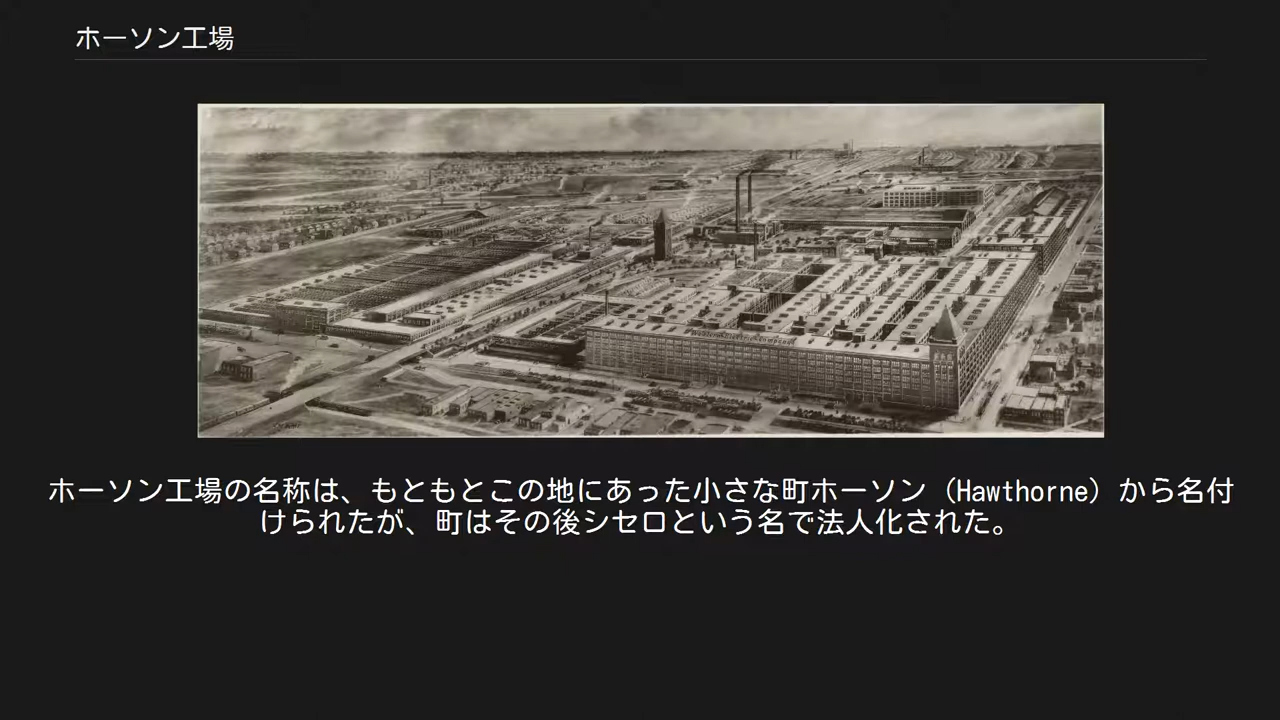 ホーソン工場
ホーソン工場の名称は、もともとこの地にあった小さな町ホーソン（Hawthorne）から名付
けられたが、町はその後シセロという名で法人化された。